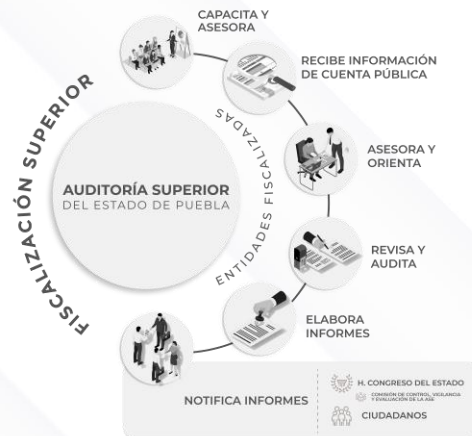 CAPACITA Y
ASESORA
RECIBE INFORMACIÓN
DE CUENTA PÚBLICA
FISCALIZACIÓN SUPERIOR
ENTIDADES FISCALIZADAS
ASESORA Y
ORIENTA
AUDITORÍA SUPERIOR
DEL ESTADO DE PUEBLA
REVISA Y
AUDITA
ELABORA
INFORMES
NOTIFICA INFORMES
H. CONGRESO DEL ESTADO
COMISIÓN DE CONTROL, VIGILANCIA
Y EVALUACIÓN DE LA ASE
CIUDADANOS